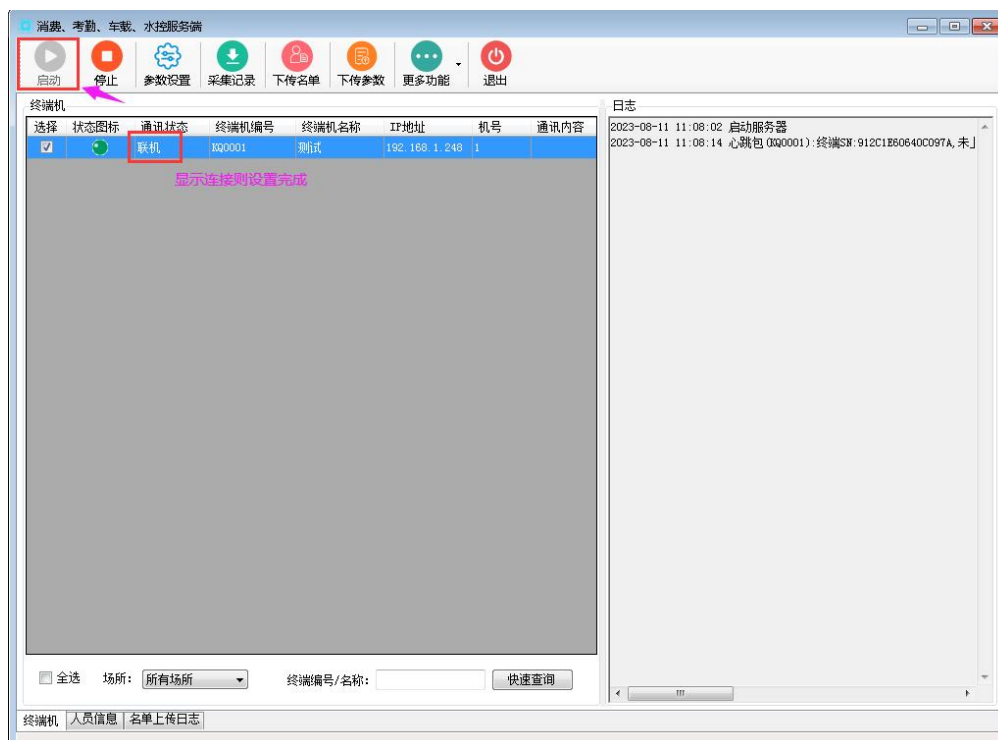 消费、考勤、车载、水控服务端
启动 停止 参数设置 采集记录 下传名单 下传参数 更多功能 退出
终端机
选择 状态图标 通讯状态 终端机编号 终端机名称 IP地址 机号 通讯内容
联机 KQ0001 测试 192.168.1.248 1
显示连接则设置完成
日志
2023-08-11 11:08:02 启动服务器
2023-08-11 11:08:14 心跳包(KQ0001):终端SN:912C1E60640C097A,未
全选 场所: 所有场所 终端编号/名称: 快速查询
终端机 人员信息 名单上传日志